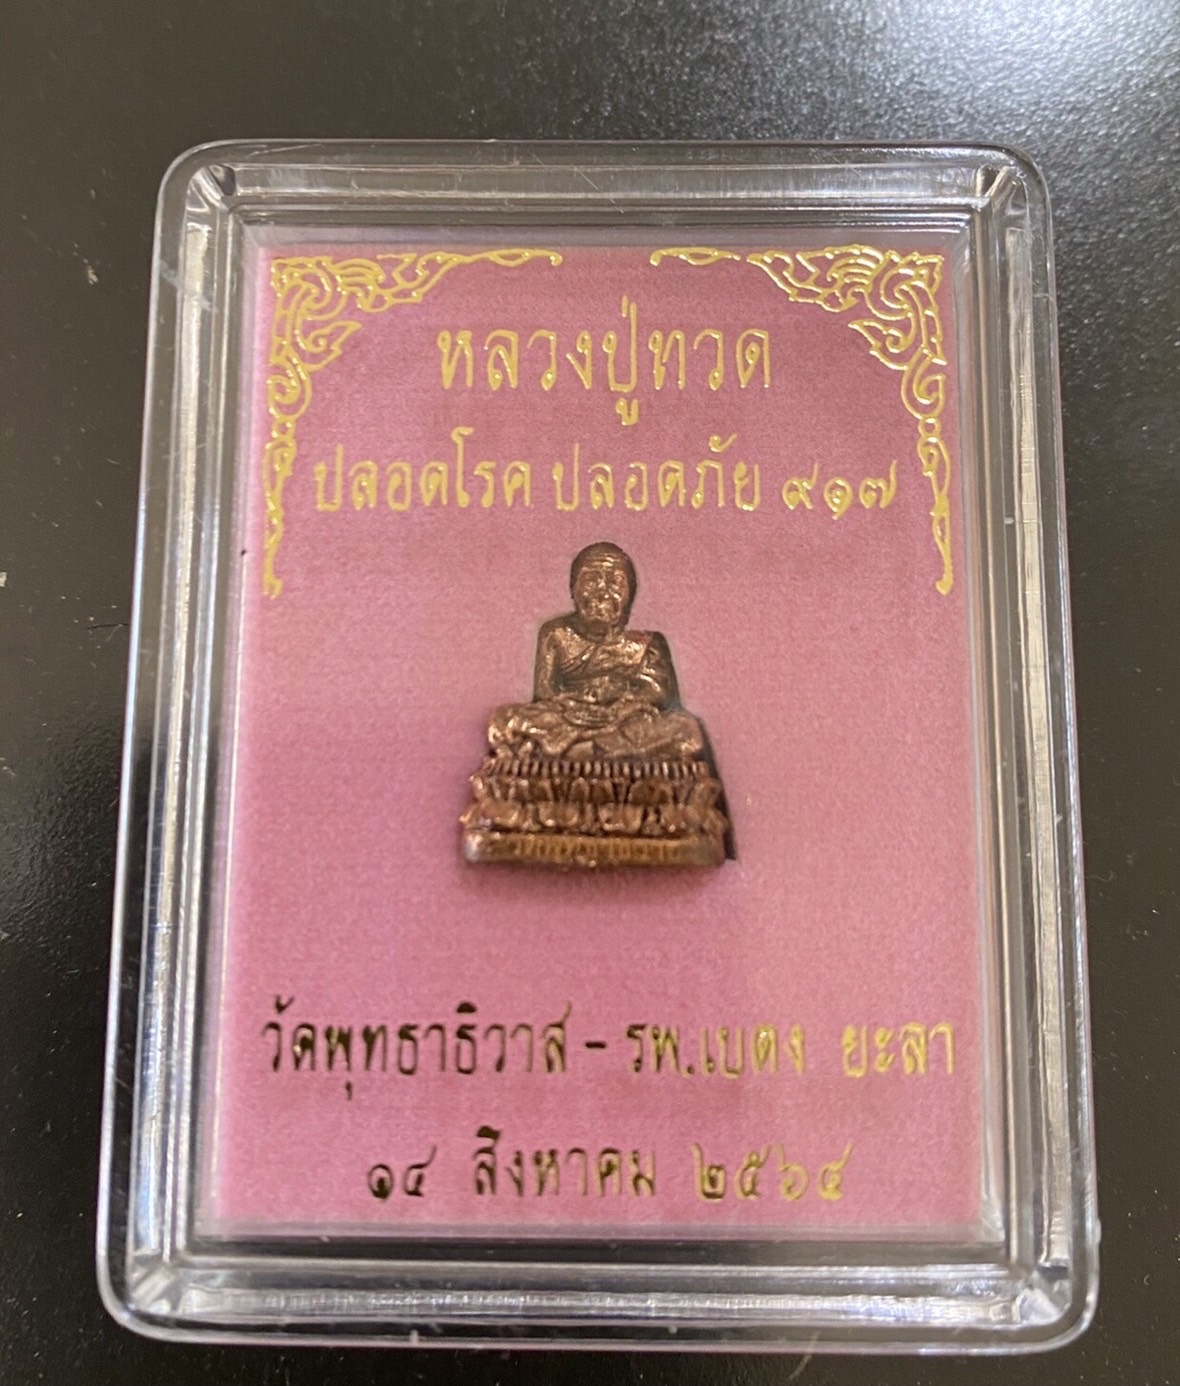 หลวงปู่ทวด
ปลอดโรค ปลอดภัย ๙๑๗
วัดพุทธาธิวาส - รพ.เบตง ยะลา
๑๔ สิงหาคม ๒๕๖๔